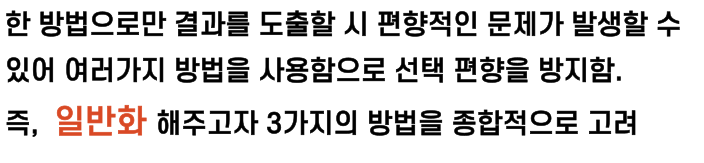 한 방법으로만 결과를 도출할 시 편향적인 문제가 발생할 수
있어 여러가지 방법을 사용함으로 선택 편향을 방지함.
즉, 일반화 해주고자 3가지의 방법을 종합적으로 고려